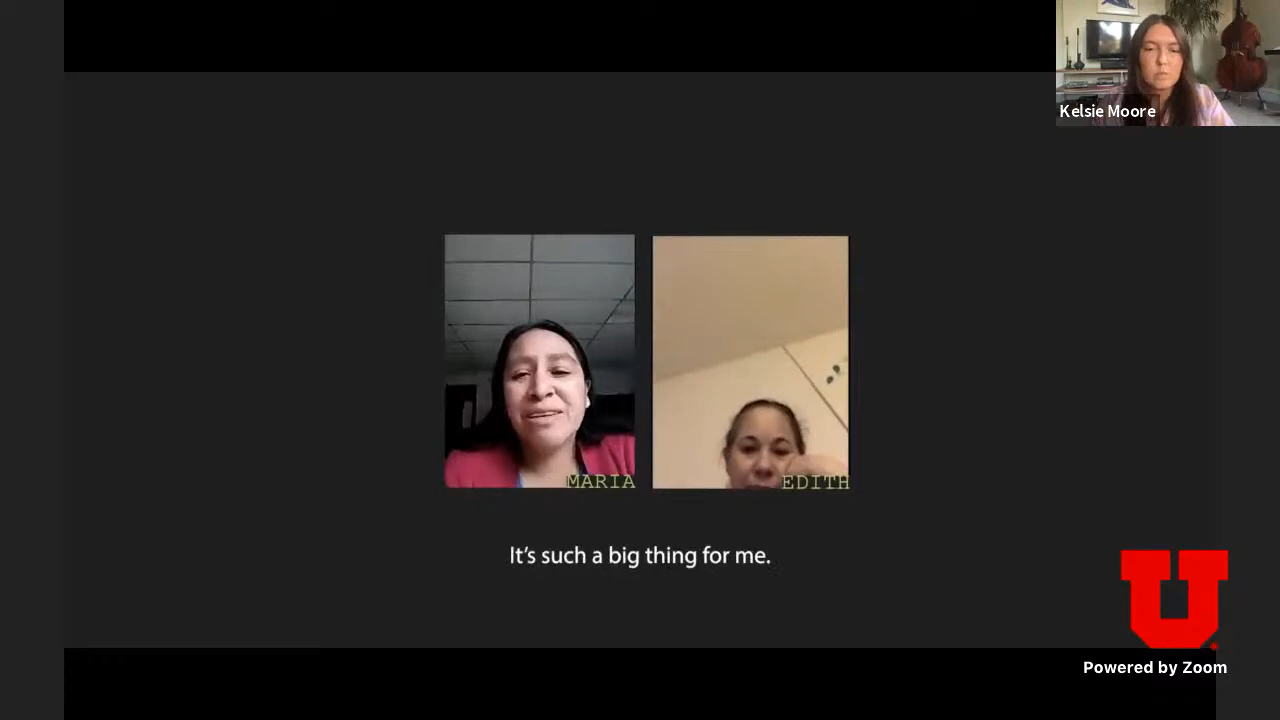 Kelsie Moore
MARIA
EDITH
It's such a big thing for me.
U
Powered by Zoom